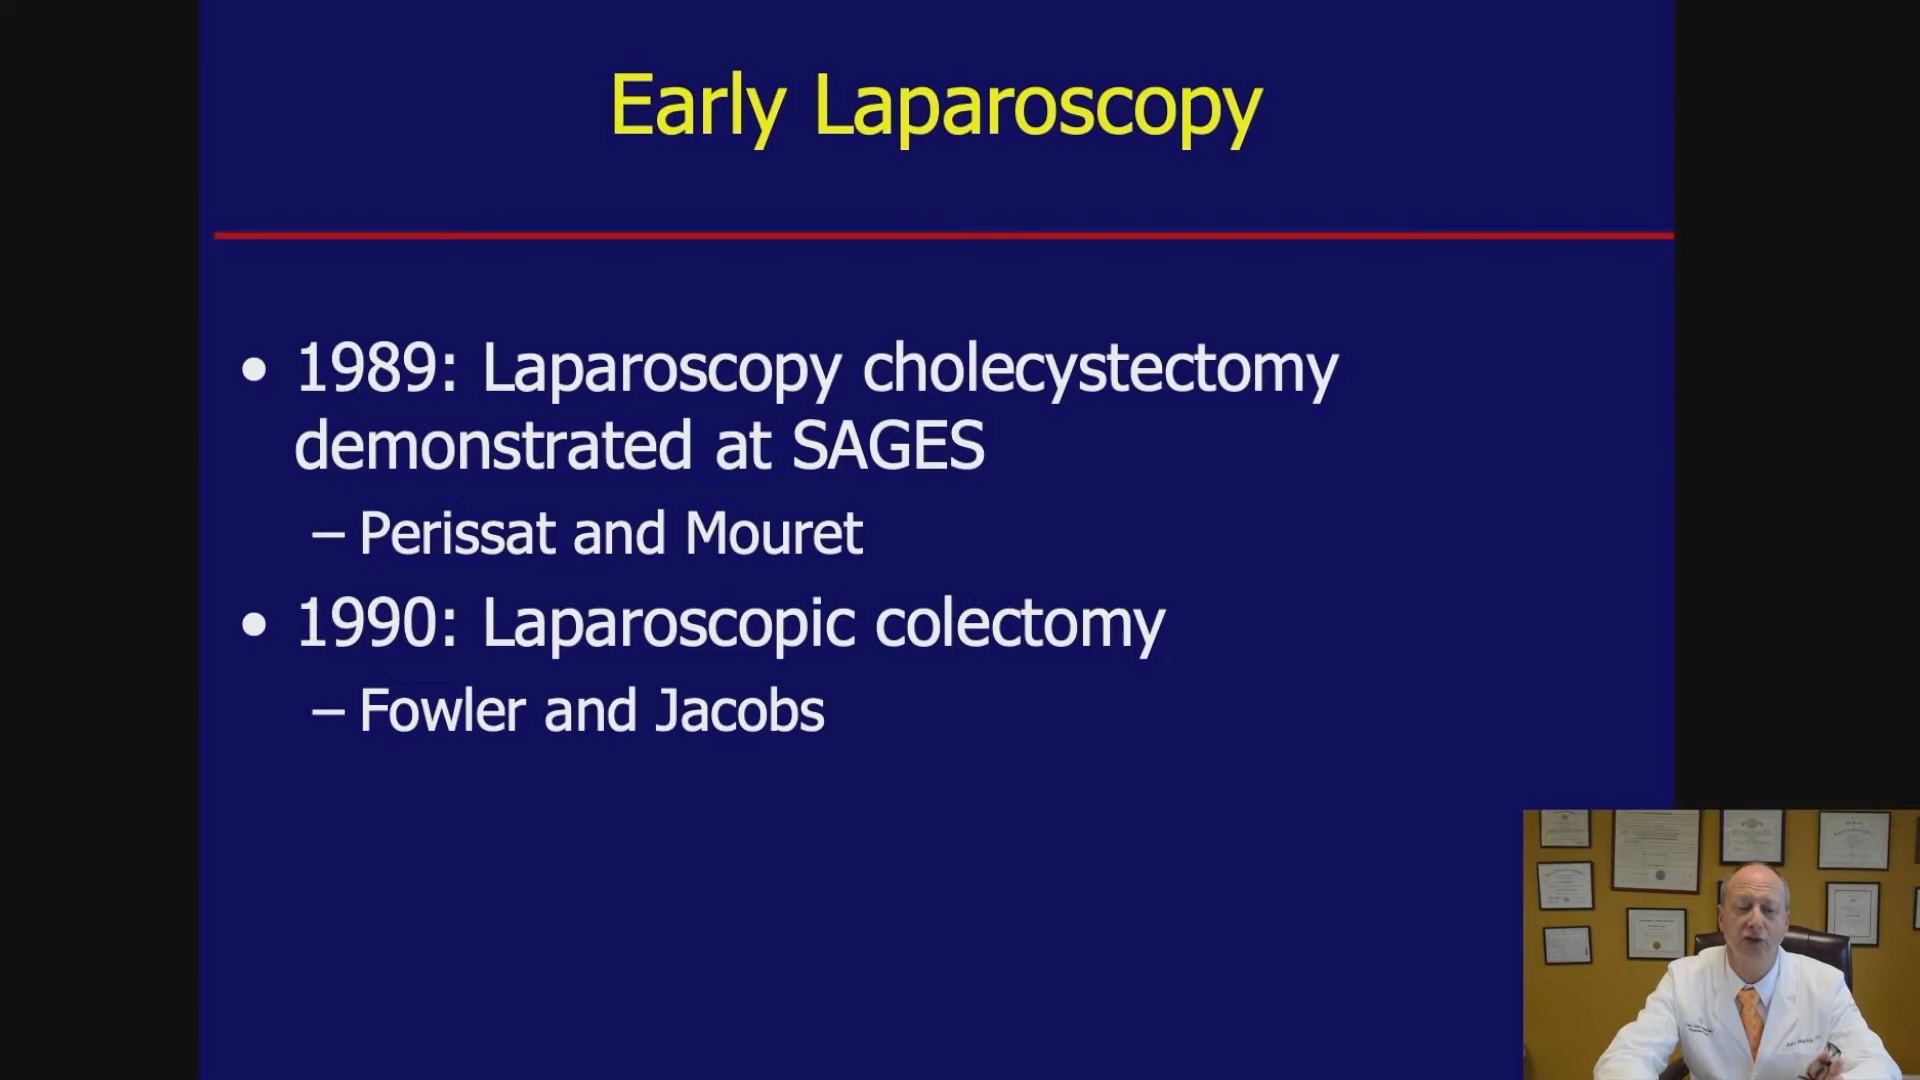 Early Laparoscopy
• 1989: Laparoscopy cholecystectomy
demonstrated at SAGES
– Perissat and Mouret
• 1990: Laparoscopic colectomy
– Fowler and Jacobs